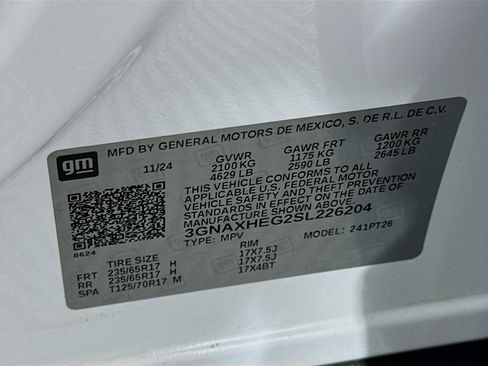 gm
MFD BY GENERAL MOTORS DE MEXICO, S. DE R.L. DE C.V.
11/24 GVWR GAWR FRT GAWR RR
2100 KG 1175 KG 1200 KG
4629 LB 2590 LB 2645 LB
THIS VEHICLE CONFORMS TO ALL
APPLICABLE U.S. FEDERAL MOTOR
VEHICLE SAFETY AND THEFT PREVENTION
STANDARDS IN EFFECT ON THE DATE OF
MANUFACTURE SHOWN ABOVE.
3GNAXHEG2SL226204
8624 TYPE: MPV MODEL: 241PT26
TIRE SIZE RIM
FRT 235/65R17 H 17X7.5J
RR 235/65R17 H 17X7.5J
SPA T125/70R17 M 17X4BT